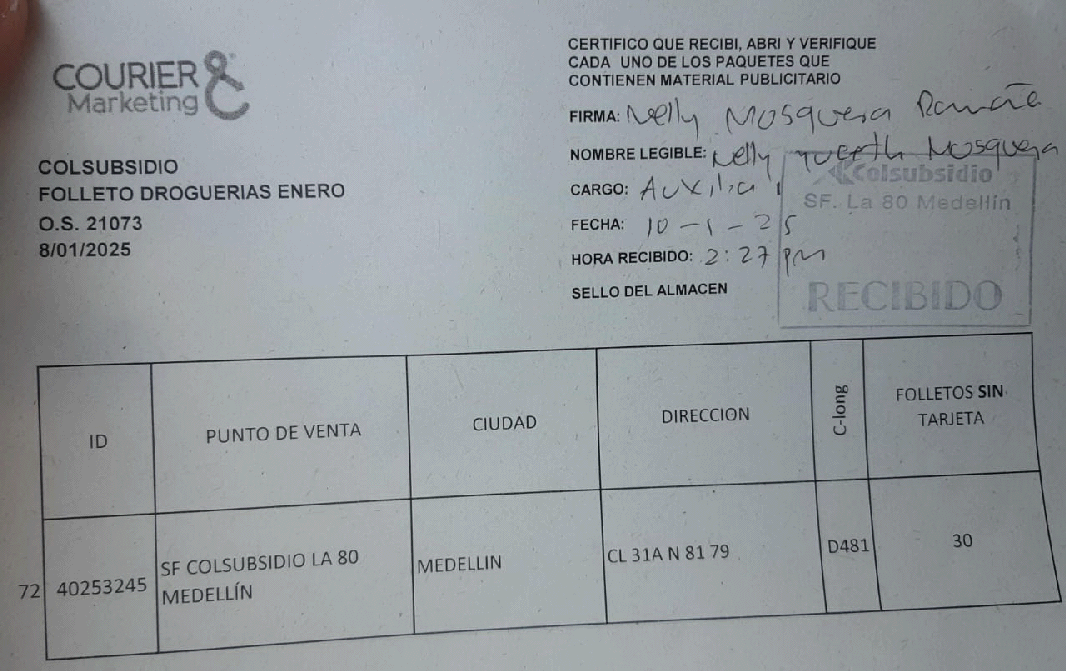 COURIER &
Marketing
COLSUBSIDIO
FOLLETO DROGUERIAS ENERO
O.S. 21073
8/01/2025
CERTIFICO QUE RECIBI, ABRI Y VERIFIQUE
CADA UNO DE LOS PAQUETES QUE
CONTIENEN MATERIAL PUBLICITARIO
FIRMA: Nelly Mosquera
NOMBRE LEGIBLE: Nelly Mosquera
CARGO: Auxiliar
FECHA: 10-1-25
HORA RECIBIDO: 2:27 pm
SELLO DEL ALMACEN
Colsubsidio
SF. La 80 Medellin
RECIBIDO
ID PUNTO DE VENTA CIUDAD DIRECCION C-long FOLLETOS SIN TARJETA
72 40253245 SF COLSUBSIDIO LA 80 MEDELLÍN MEDELLIN CL 31A N 81 79 D481 30